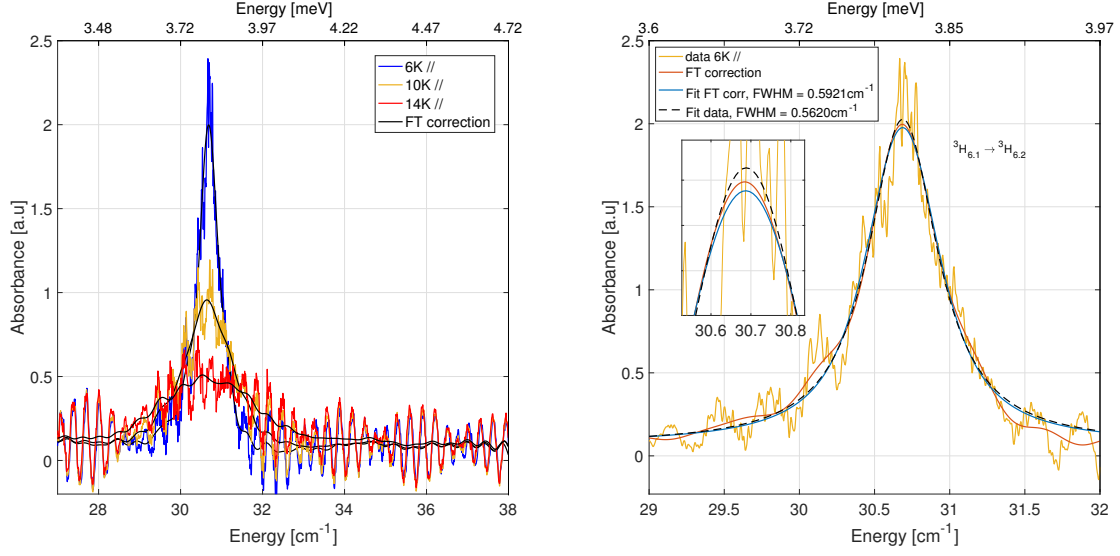 Energy [meV]
3.48 3.72 3.97 4.22 4.47 4.72
2.5
2
1.5
1
0.5
0
Absorbance [a.u]
6K //
10K //
14K //
FT correction
28 30 32 34 36 38
Energy [cm-1]
Energy [meV]
3.6 3.72 3.85 3.97
2.5
2
1.5
1
0.5
0
Absorbance [a.u]
data 6K //
FT correction
Fit FT corr, FWHM = 0.5921cm-1
Fit data, FWHM = 0.5620cm-1
3H6.1 → 3H6.2
30.6 30.7 30.8
29 29.5 30 30.5 31 31.5 32
Energy [cm-1]